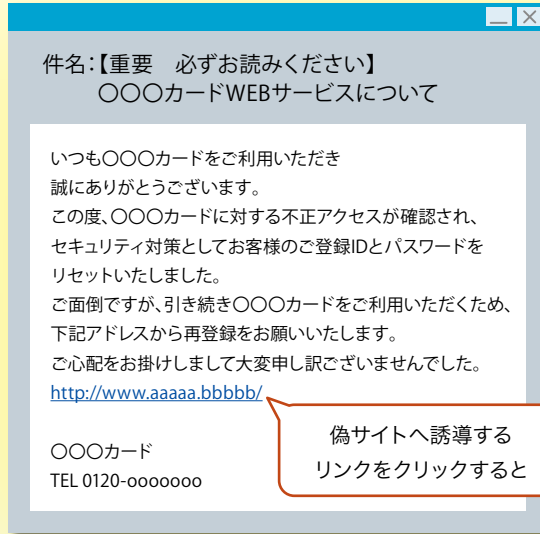 件名：【重要　必ずお読みください】
〇〇〇カードWEBサービスについて
いつも〇〇〇カードをご利用いただき
誠にありがとうございます。
この度、〇〇〇カードに対する不正アクセスが確認され、
セキュリティ対策としてお客様のご登録IDとパスワードを
リセットいたしました。
ご面倒ですが、引き続き〇〇〇カードをご利用いただくため、
下記アドレスから再登録をお願いいたします。
ご心配をお掛けしまして大変申し訳ございませんでした。
http://www.aaaaa.bbbbb/
偽サイトへ誘導する
リンクをクリックすると
〇〇〇カード
TEL 0120-ooooooo